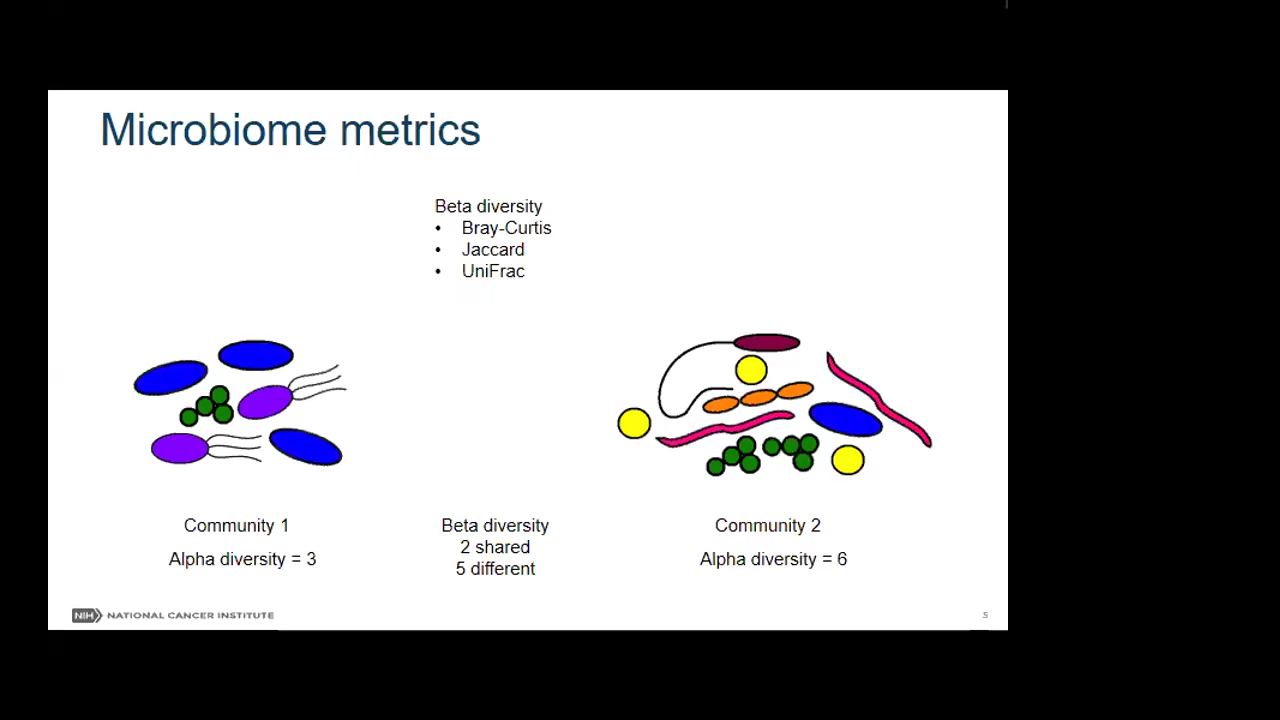 Microbiome metrics
Beta diversity
• Bray-Curtis
• Jaccard
• UniFrac
Community 1
Alpha diversity = 3
Beta diversity
2 shared
5 different
Community 2
Alpha diversity = 6
NIH NATIONAL CANCER INSTITUTE
5